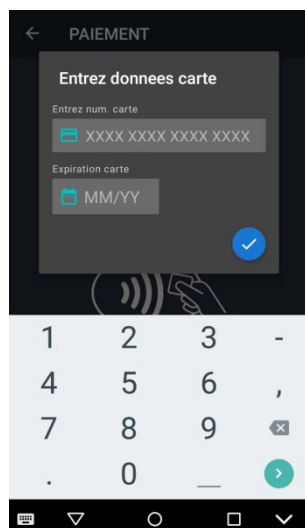 PAIEMENT
Entrez donnees carte
Entrez num. carte
XXXX XXXX XXXX XXXX
Expiration carte
MM/YY
1 2 3 -
4 5 6 ,
7 8 9
. 0 _